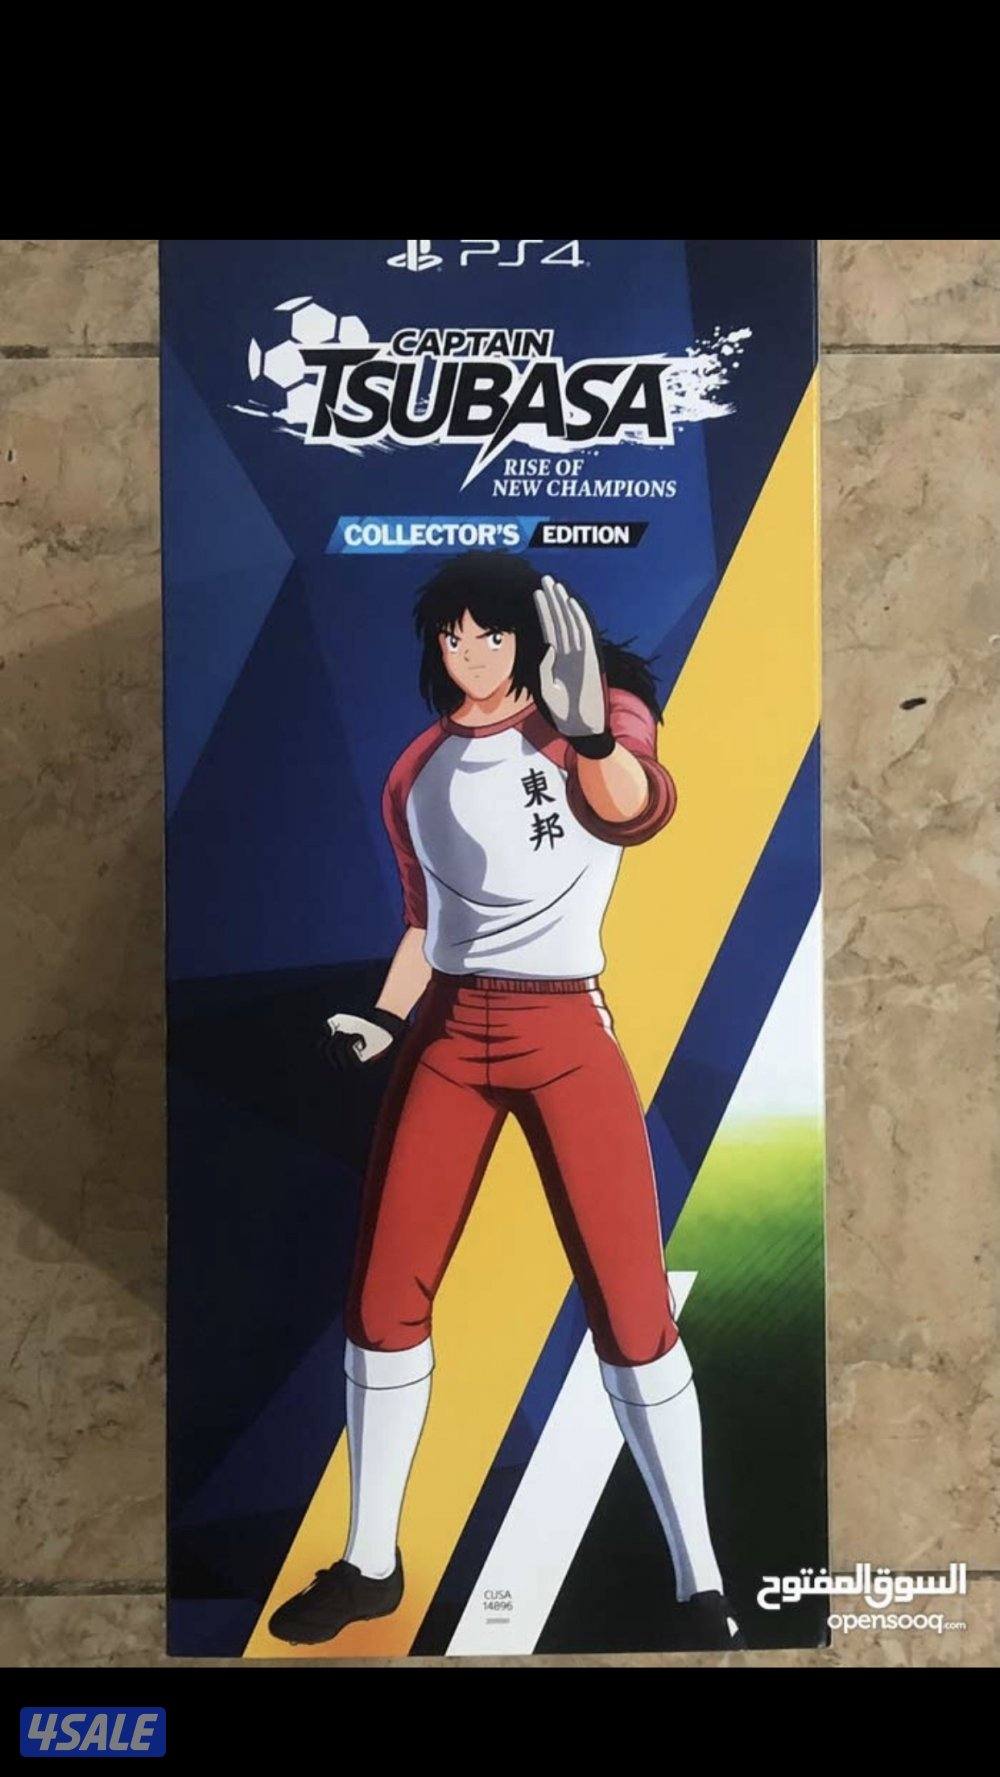 PS4
CAPTAIN
TSUBASA
RISE OF
NEW CHAMPIONS
COLLECTOR'S EDITION
東
邦
CUSA
14896
السوق المفتوح
opensooq.com
4SALE